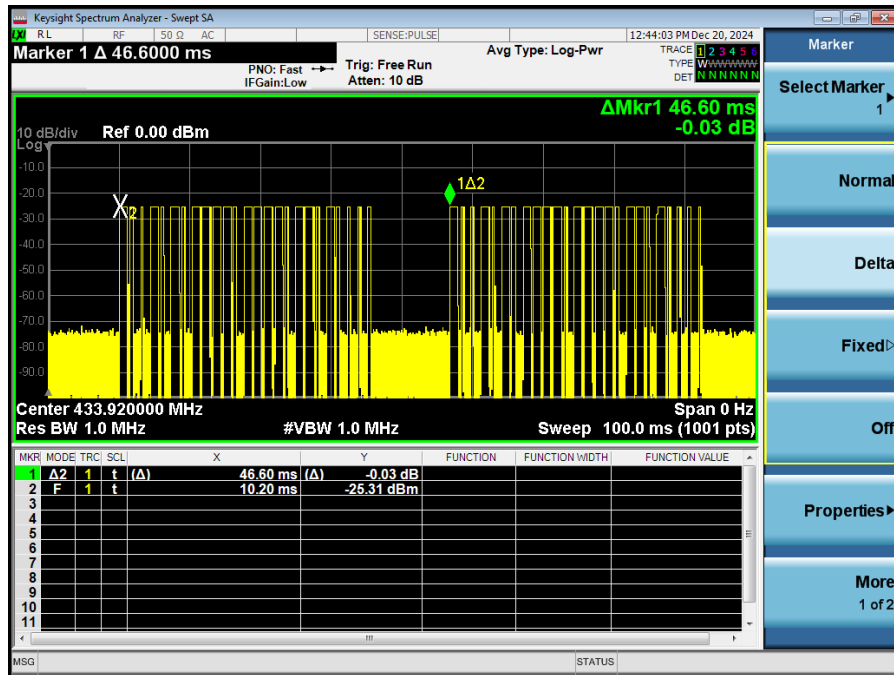 Keysight Spectrum Analyzer - Swept SA
LXI RL RF 50 Ω AC SENSE:PULSE 12:44:03 PM Dec 20, 2024
Marker 1 Δ 46.6000 ms
PNO: Fast
IFGain:Low
Trig: Free Run
Atten: 10 dB
Avg Type: Log-Pwr
TRACE 1 2 3 4 5 6
TYPE WWWWWW
DET N N N N N N
ΔMkr1 46.60 ms
-0.03 dB
10 dB/div Ref 0.00 dBm
Log
-10.0
-20.0
-30.0
-40.0
-50.0
-60.0
-70.0
-80.0
-90.0
X2
1Δ2
Center 433.920000 MHz Span 0 Hz
Res BW 1.0 MHz #VBW 1.0 MHz Sweep 100.0 ms (1001 pts)
MKR MODE TRC SCL X Y FUNCTION FUNCTION WIDTH FUNCTION VALUE
1 Δ2 1 t (Δ) 46.60 ms (Δ) -0.03 dB
2 F 1 t 10.20 ms -25.31 dBm
3
4
5
6
7
8
9
10
11
MSG STATUS
Marker
Select Marker
1
Normal
Delta
Fixed
Off
Properties
More
1 of 2